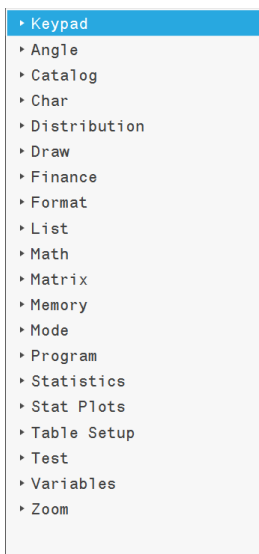 Keypad
Angle
Catalog
Char
Distribution
Draw
Finance
Format
List
Math
Matrix
Memory
Mode
Program
Statistics
Stat Plots
Table Setup
Test
Variables
Zoom